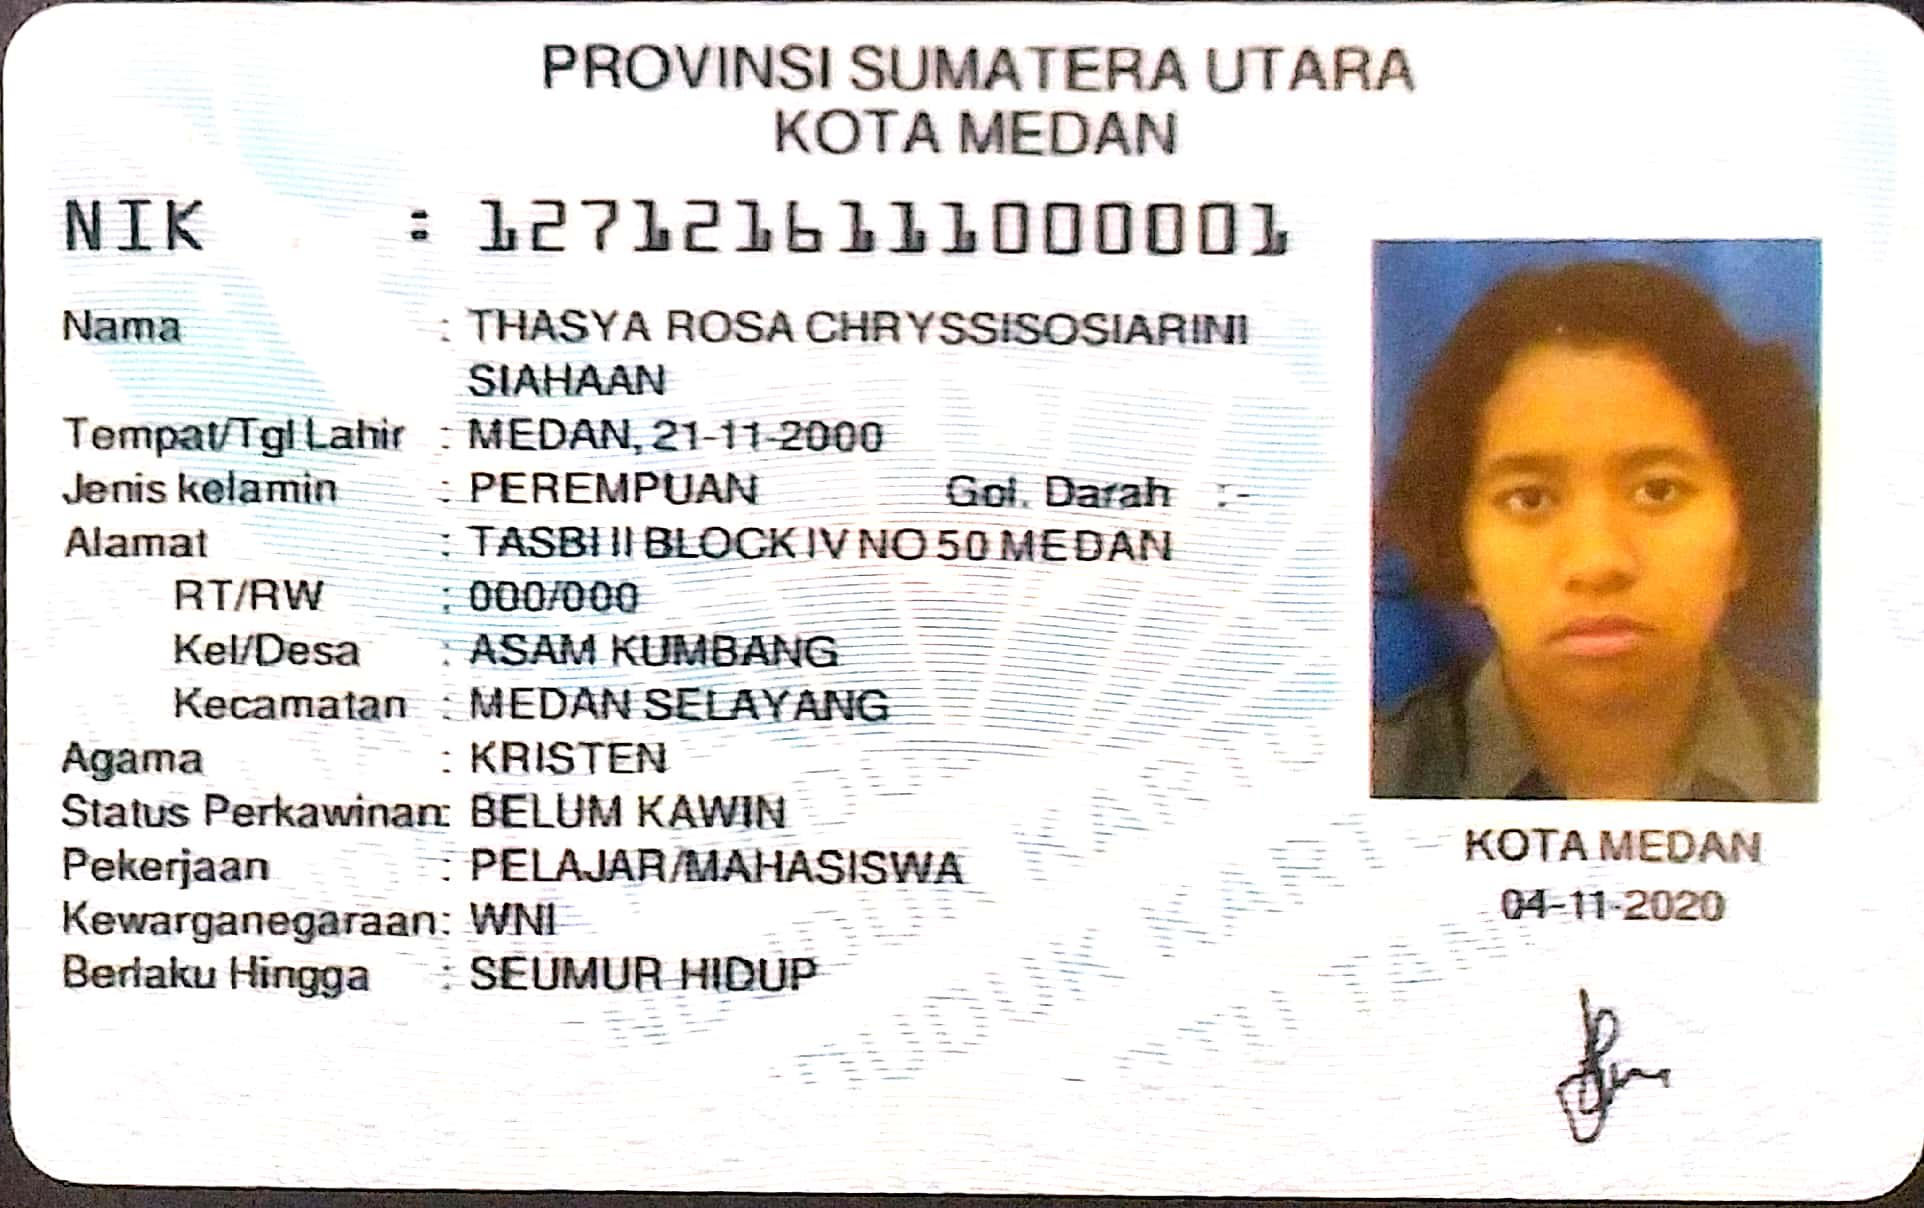 PROVINSI SUMATERA UTARA
KOTA MEDAN
NIK : 1271216111000001
Nama : THASYA ROSA CHRYSSISOSIARINI
SIAHAAN
Tempat/Tgl Lahir : MEDAN, 21-11-2000
Jenis kelamin : PEREMPUAN Gol. Darah : -
Alamat : TASBI II BLOCK IV NO 50 MEDAN
RT/RW : 000/000
Kel/Desa : ASAM KUMBANG
Kecamatan : MEDAN SELAYANG
Agama : KRISTEN
Status Perkawinan: BELUM KAWIN
Pekerjaan : PELAJAR/MAHASISWA
Kewarganegaraan: WNI
Berlaku Hingga : SEUMUR HIDUP
KOTA MEDAN
04-11-2020